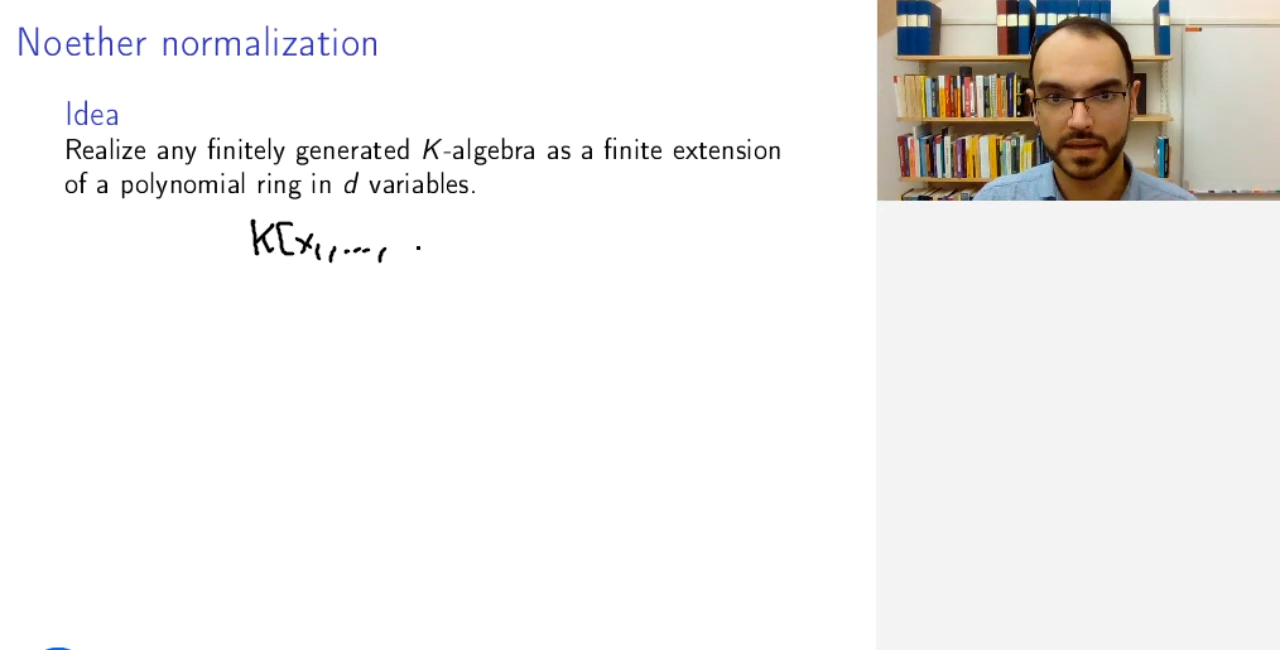 Noether normalization
Idea
Realize any finitely generated K-algebra as a finite extension
of a polynomial ring in d variables.
K[x₁,...,